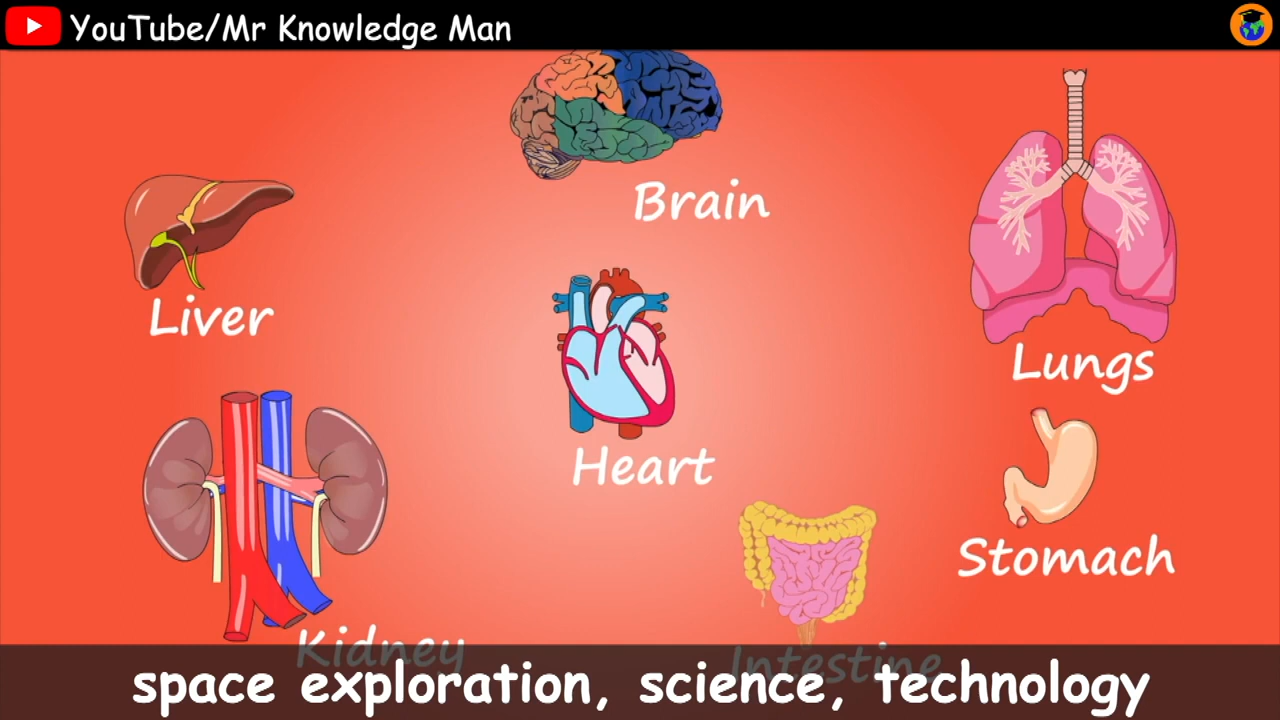 YouTube/Mr Knowledge Man
Brain
Liver
Lungs
Heart
Stomach
Kidney
Intestine
space exploration, science, technology